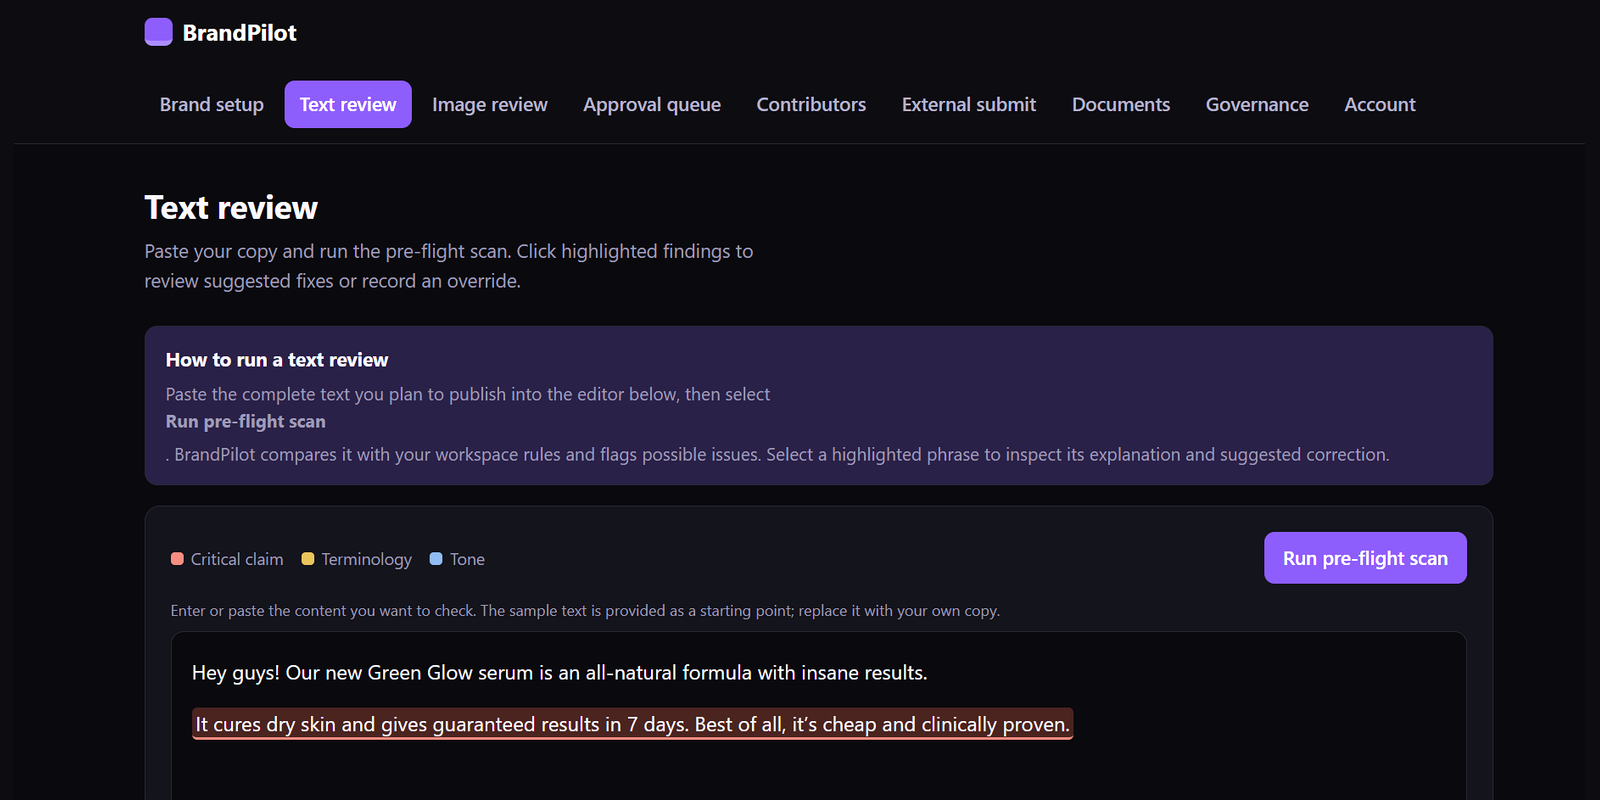 BrandPilot
Brand setup
Text review
Image review
Approval queue
Contributors
External submit
Documents
Governance
Account
Text review
Paste your copy and run the pre-flight scan. Click highlighted findings to
review suggested fixes or record an override.
How to run a text review
Paste the complete text you plan to publish into the editor below, then select
Run pre-flight scan
. BrandPilot compares it with your workspace rules and flags possible issues. Select a highlighted phrase to inspect its explanation and suggested correction.
Critical claim
Terminology
Tone
Run pre-flight scan
Enter or paste the content you want to check. The sample text is provided as a starting point; replace it with your own copy.
Hey guys! Our new Green Glow serum is an all-natural formula with insane results.
It cures dry skin and gives guaranteed results in 7 days. Best of all, it’s cheap and clinically proven.